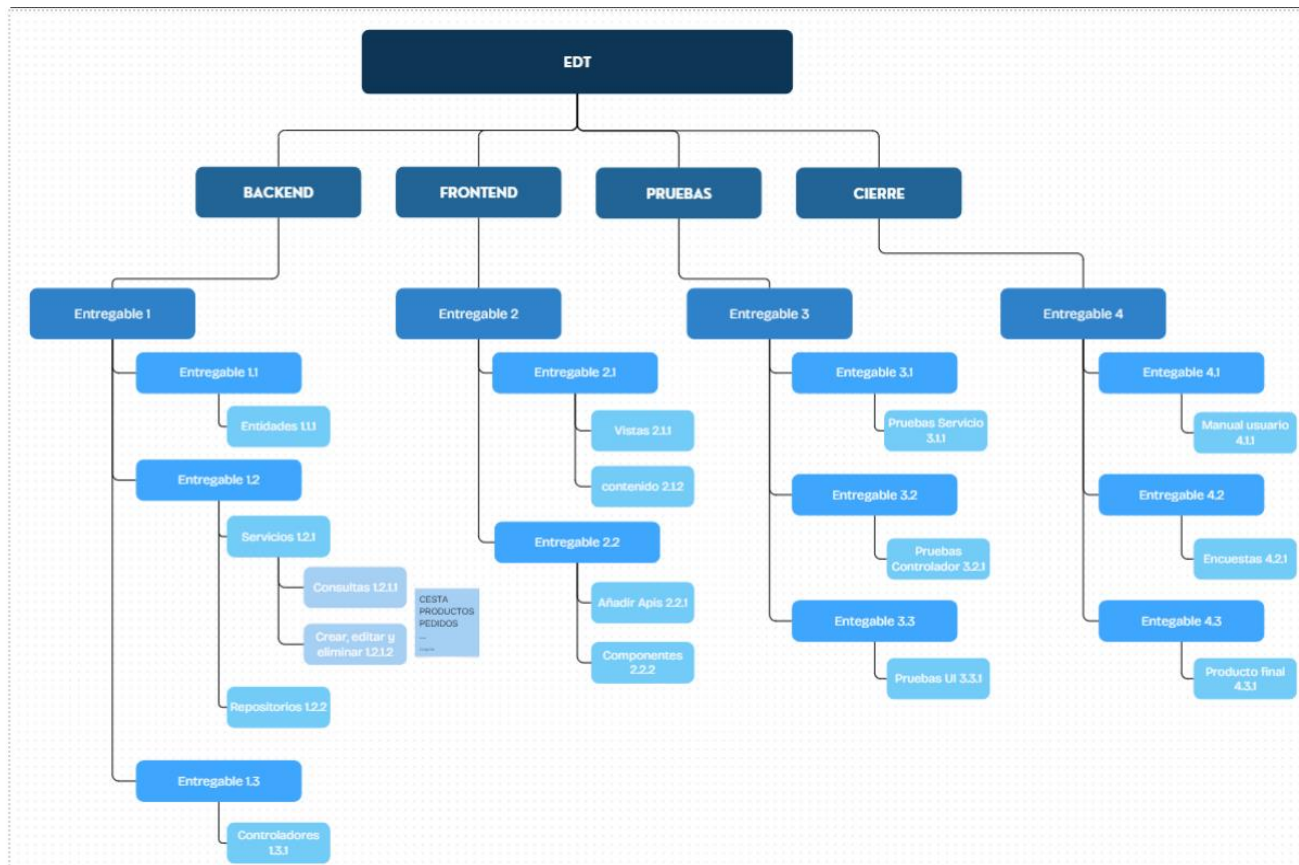 EDT
BACKEND
FRONTEND
PRUEBAS
CIERRE
Entregable 1
Entregable 2
Entregable 3
Entregable 4
Entregable 1.1
Entidades 1.1.1
Entregable 1.2
Servicios 1.2.1
Consultas 1.2.1.1
Crear, editar y
eliminar 1.2.1.2
CESTA
PRODUCTOS
PEDIDOS
...
Repositorios 1.2.2
Entregable 1.3
Controladores
1.3.1
Entregable 2.1
Vistas 2.1.1
contenido 2.1.2
Entregable 2.2
Añadir Apis 2.2.1
Componentes
2.2.2
Entegable 3.1
Pruebas Servicio
3.1.1
Entegable 3.2
Pruebas
Controlador 3.2.1
Entegable 3.3
Pruebas UI 3.3.1
Entegable 4.1
Manual usuario
4.1.1
Entegable 4.2
Encuestas 4.2.1
Entegable 4.3
Producto final
4.3.1